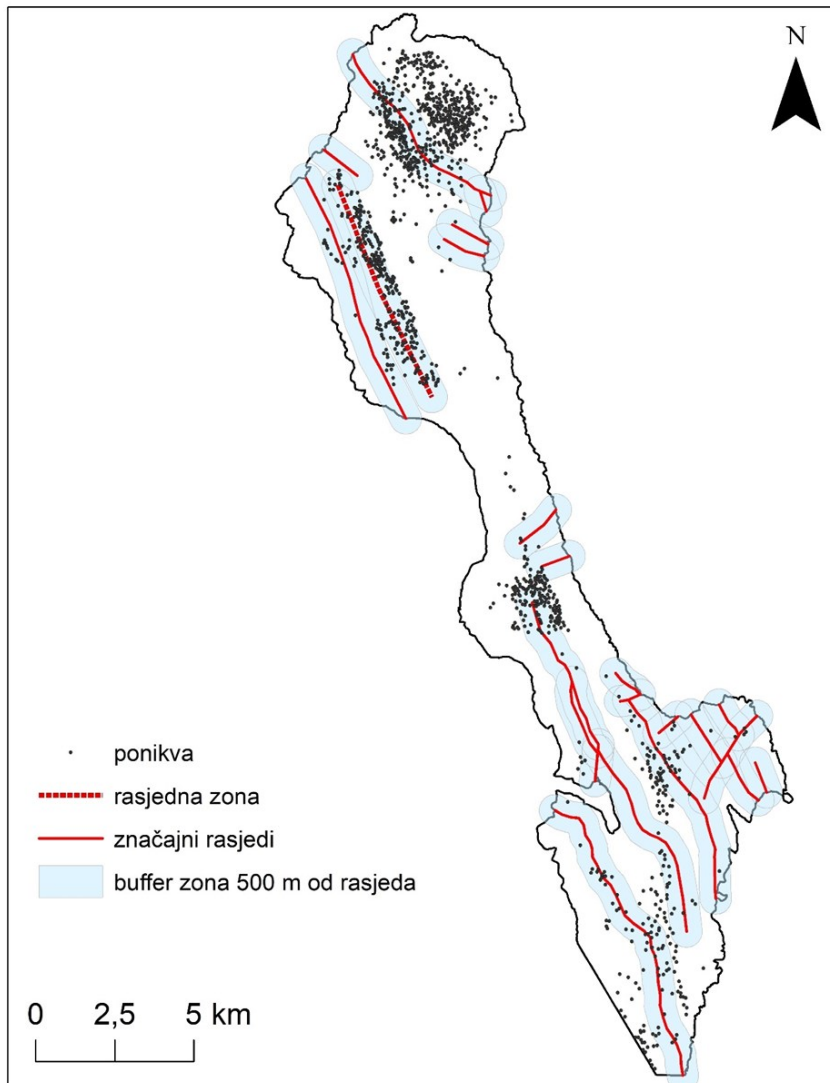 N
ponikva
rasjedna zona
značajni rasjedi
buffer zona 500 m od rasjeda
0 2,5 5 km